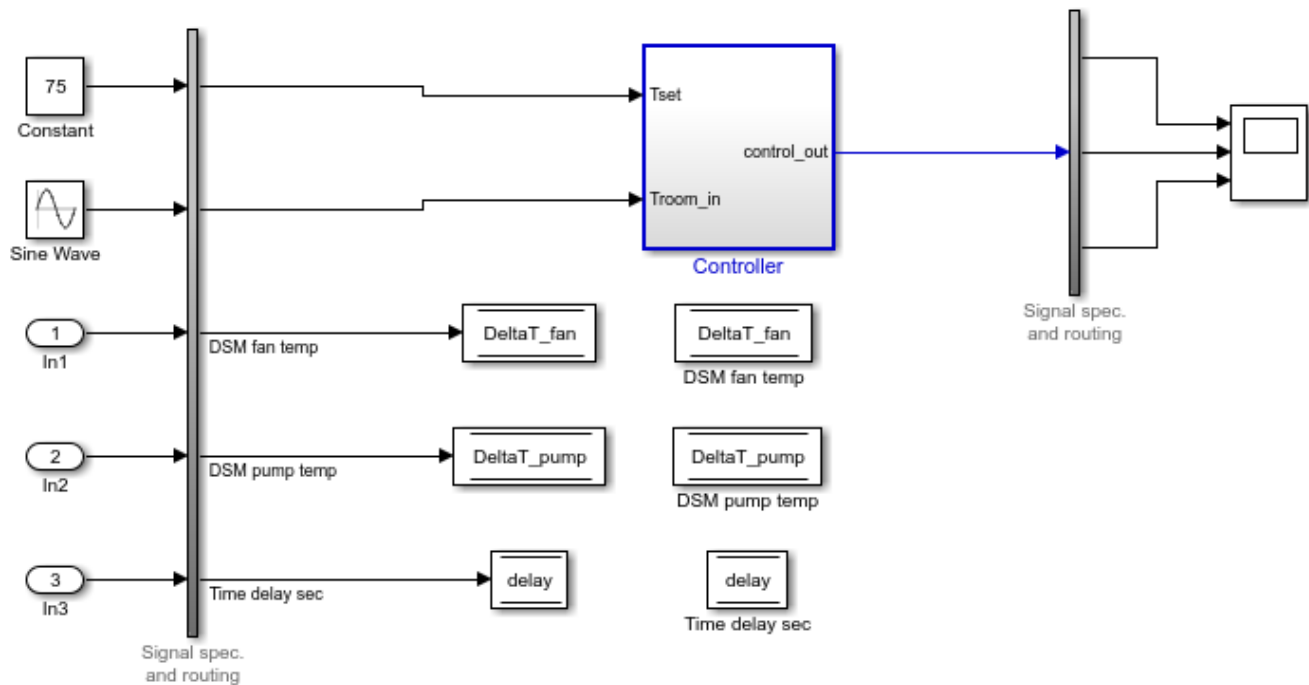 75
Constant
Tset
control_out
Troom_in
Controller
Sine Wave
1
In1
DSM fan temp
DeltaT_fan
DeltaT_fan
DSM fan temp
Signal spec.
and routing
2
In2
DSM pump temp
DeltaT_pump
DeltaT_pump
DSM pump temp
3
In3
Time delay sec
delay
delay
Time delay sec
Signal spec.
and routing